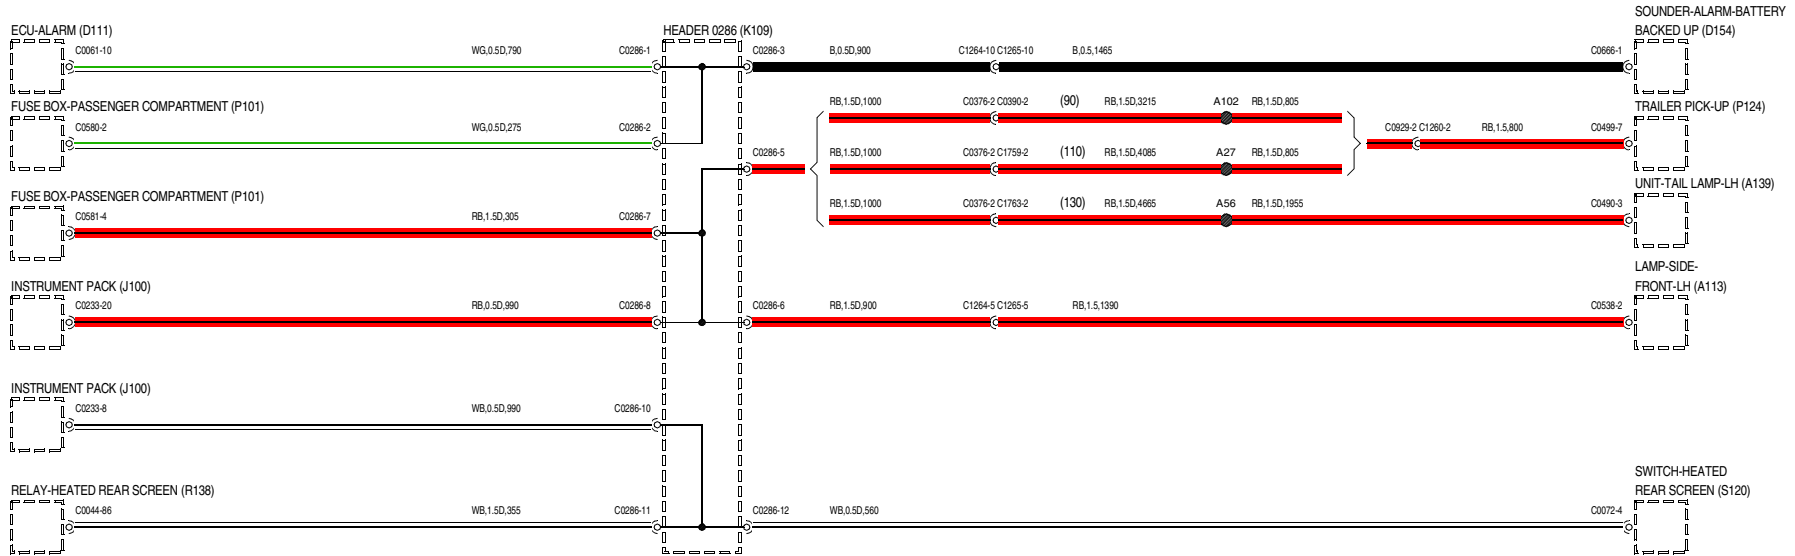 SOUNDER-ALARM-BATTERY
ECU-ALARM (D111) HEADER 0286 (K109) BACKED UP (D154)
C0061-10 WG,0.5D,790 C0286-1 C0286-3 B,0.5D,900 C1264-10 C1265-10 B,0.5,1465 C0666-1
FUSE BOX-PASSENGER COMPARTMENT (P101) RB,1.5D,1000 C0376-2 C0390-2 (90) RB,1.5D,3215 A102 RB,1.5D,805 TRAILER PICK-UP (P124)
C0580-2 WG,0.5D,275 C0286-2 C0929-2 C1260-2 RB,1.5,800 C0499-7
C0286-5 RB,1.5D,1000 C0376-2 C1759-2 (110) RB,1.5D,4085 A27 RB,1.5D,805
FUSE BOX-PASSENGER COMPARTMENT (P101) UNIT-TAIL LAMP-LH (A139)
RB,1.5D,1000 C0376-2 C1763-2 (130) RB,1.5D,4665 A56 RB,1.5D,1955 C0490-3
C0581-4 RB,1.5D,305 C0286-7
LAMP-SIDE-
INSTRUMENT PACK (J100) FRONT-LH (A113)
C0233-20 RB,0.5D,990 C0286-8 C0286-6 RB,1.5D,900 C1264-5 C1265-5 RB,1.5,1390 C0538-2
INSTRUMENT PACK (J100)
C0233-8 WB,0.5D,990 C0286-10
SWITCH-HEATED
RELAY-HEATED REAR SCREEN (R138) REAR SCREEN (S120)
C0044-86 WB,1.5D,355 C0286-11 C0286-12 WB,0.5D,560 C0072-4